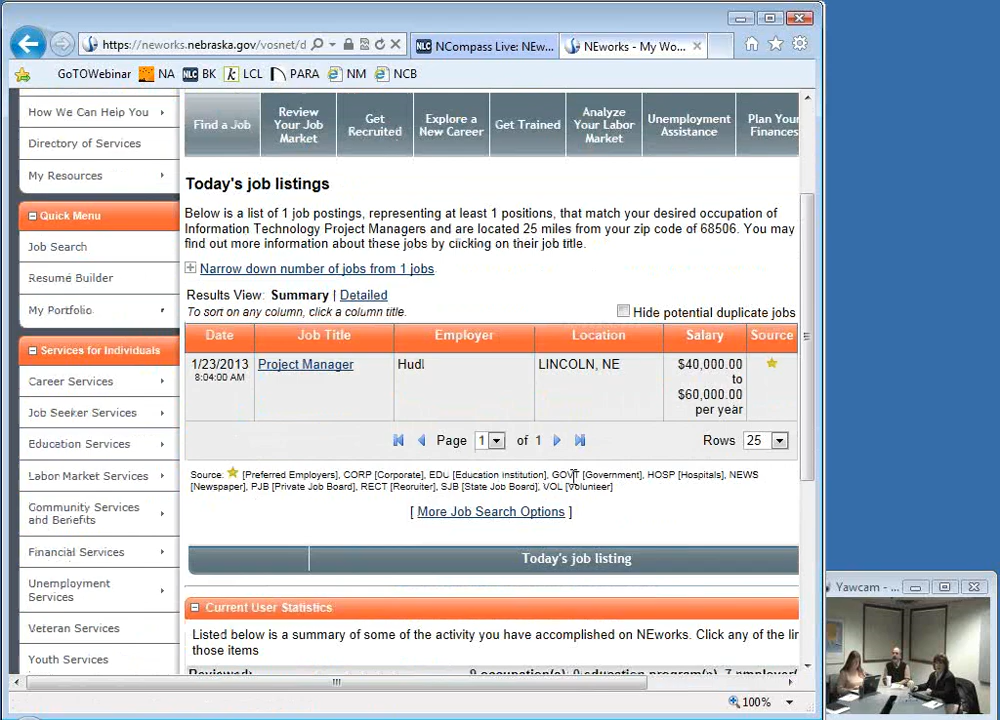 https://neworks.nebraska.gov/vosnet/d
NCompass Live: NEw...
NEworks - My Wo...
GoTOWebinar
NA
NLC BK
k LCL
PARA
NM
NCB
How We Can Help You
Directory of Services
My Resources
Quick Menu
Job Search
Resume Builder
My Portfolio
Services for Individuals
Career Services
Job Seeker Services
Education Services
Labor Market Services
Community Services
and Benefits
Financial Services
Unemployment
Services
Veteran Services
Youth Services
Find a Job
Review
Your Job
Market
Get
Recruited
Explore a
New Career
Get Trained
Analyze
Your Labor
Market
Unemployment
Assistance
Plan Your
Finances
Today's job listings
Below is a list of 1 job postings, representing at least 1 positions, that match your desired occupation of
Information Technology Project Managers and are located 25 miles from your zip code of 68506. You may
find out more information about these jobs by clicking on their job title.
Narrow down number of jobs from 1 jobs
Results View: Summary | Detailed
To sort on any column, click a column title.
Hide potential duplicate jobs
Date Job Title Employer Location Salary Source
1/23/2013 Project Manager Hudl LINCOLN, NE $40,000.00
8:04:00 AM
to
$60,000.00
per year
Page 1 of 1
Rows 25
Source: [Preferred Employers], CORP [Corporate], EDU [Education Institution], GOVT [Government], HOSP [Hospitals], NEWS
[Newspaper], PJB [Private Job Board], RECT [Recruiter], SJB [State Job Board], VOL [Volunteer]
[ More Job Search Options ]
Today's job listing
Current User Statistics
Listed below is a summary of some of the activity you have accomplished on NEworks. Click any of the lin
those items
100%
Yawcam - ...